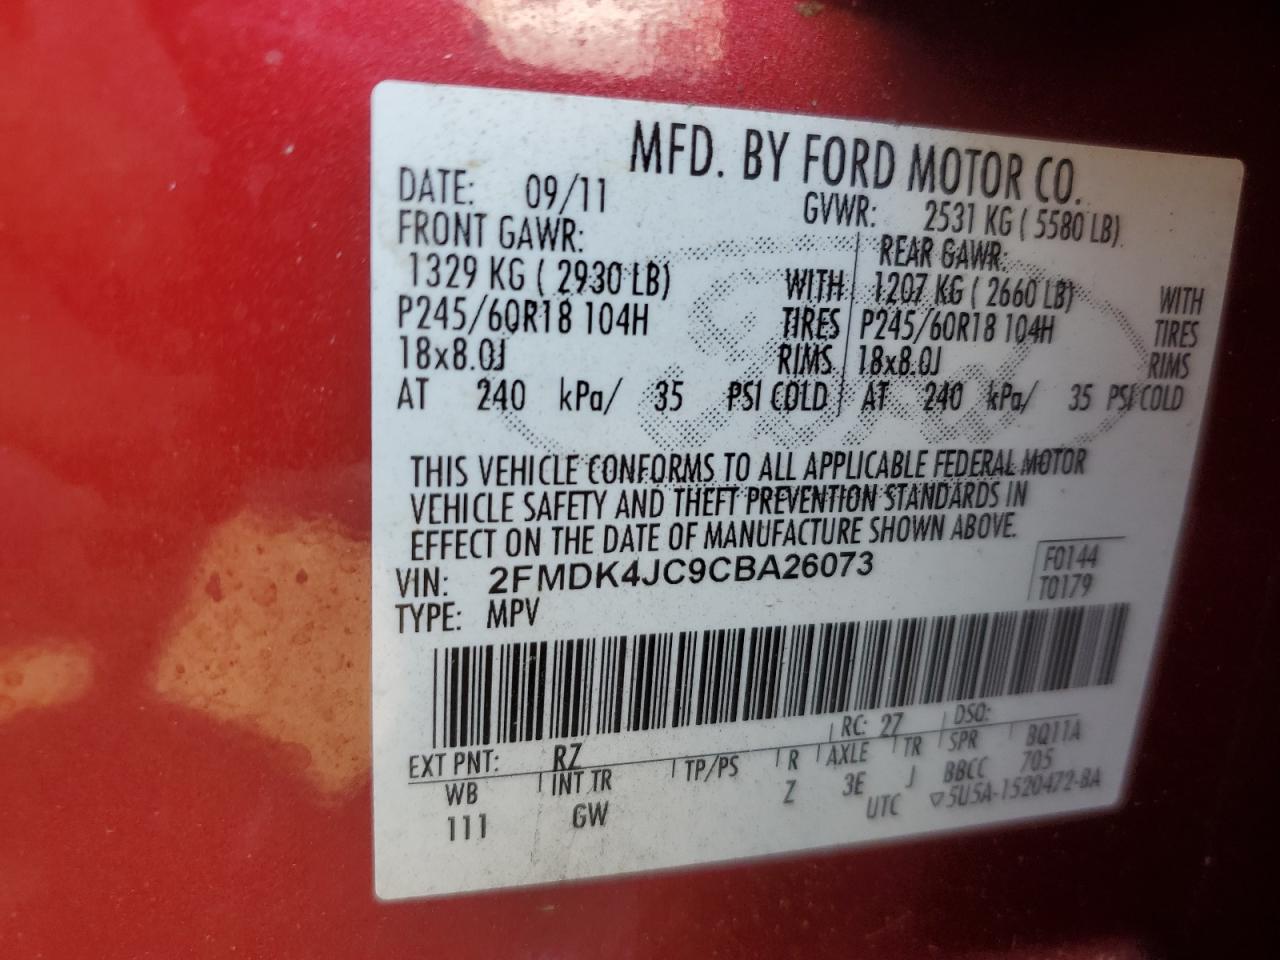 MFD. BY FORD MOTOR CO.
DATE: 09/11 GVWR: 2531 KG ( 5580 LB)
FRONT GAWR: REAR GAWR:
1329 KG ( 2930 LB) WITH 1207 KG ( 2660 LB) WITH
P245/60R18 104H TIRES P245/60R18 104H TIRES
18x8.0J RIMS 18x8.0J RIMS
AT 240 kPa/ 35 PSI COLD AT 240 kPa/ 35 PSI COLD
THIS VEHICLE CONFORMS TO ALL APPLICABLE FEDERAL MOTOR
VEHICLE SAFETY AND THEFT PREVENTION STANDARDS IN
EFFECT ON THE DATE OF MANUFACTURE SHOWN ABOVE.
VIN: 2FMDK4JC9CBA26073 F0144
TYPE: MPV T0179
EXT PNT: RZ RC: 27 DSO:
WB INT TR TP/PS R AXLE TR SPR BQ11A
111 GW Z 3E J BBCC 705
UTC ▽5U5A-1520472-BA